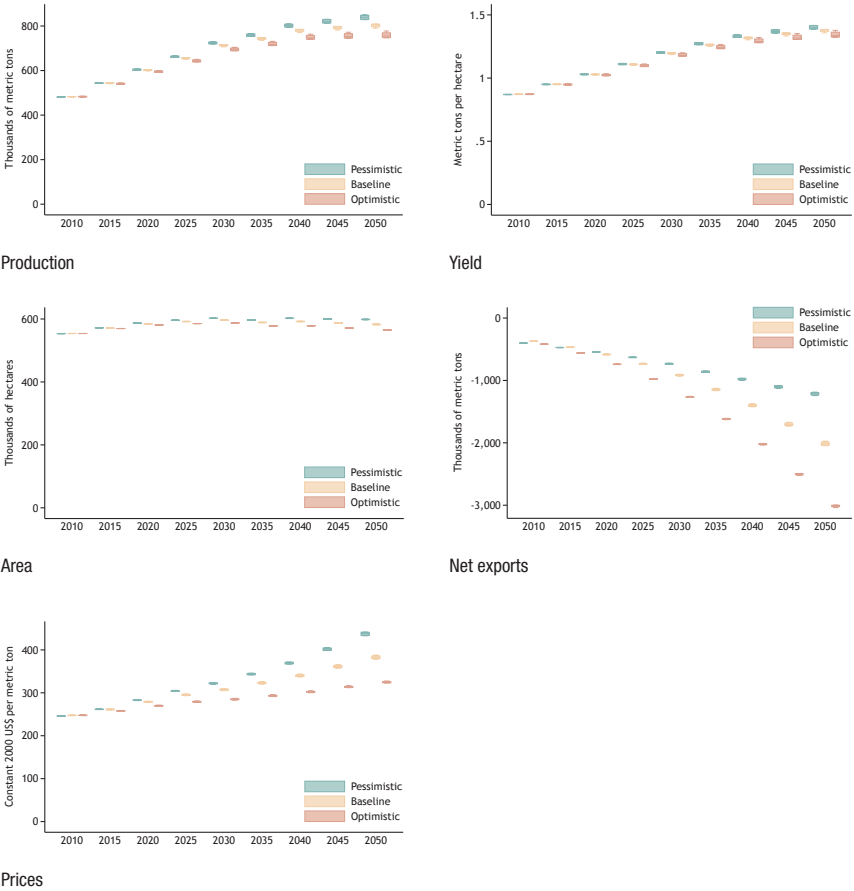 Thousands of metric tons
800
600
400
200
0
2010 2015 2020 2025 2030 2035 2040 2045 2050
Pessimistic
Baseline
Optimistic
Production
Metric tons per hectare
1.5
1
.5
0
2010 2015 2020 2025 2030 2035 2040 2045 2050
Pessimistic
Baseline
Optimistic
Yield
Thousands of hectares
600
400
200
0
2010 2015 2020 2025 2030 2035 2040 2045 2050
Pessimistic
Baseline
Optimistic
Area
Thousands of metric tons
0
-1,000
-2,000
-3,000
2010 2015 2020 2025 2030 2035 2040 2045 2050
Pessimistic
Baseline
Optimistic
Net exports
Constant 2000 US$ per metric ton
400
300
200
100
0
2010 2015 2020 2025 2030 2035 2040 2045 2050
Pessimistic
Baseline
Optimistic
Prices